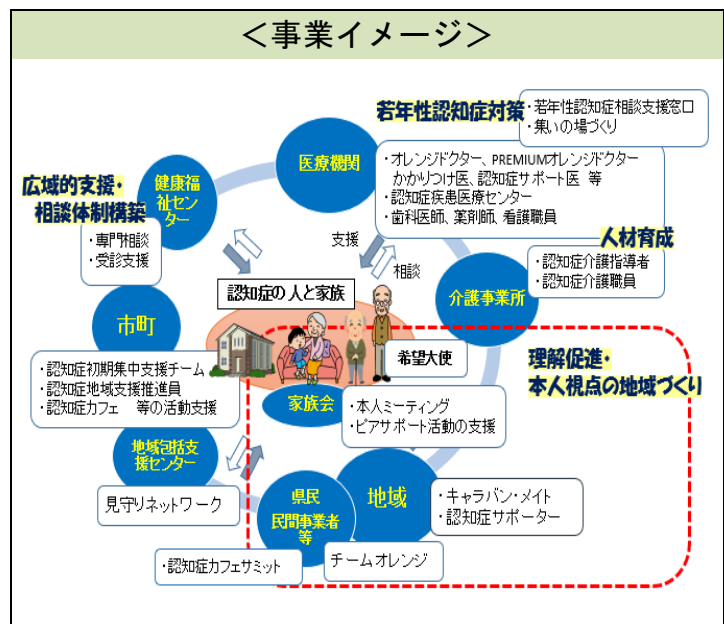 ＜事業イメージ＞
若年性認知症対策
・若年性認知症相談支援窓口
・集いの場づくり
医療機関
・オレンジドクター、PREMIUMオレンジドクター
かかりつけ医、認知症サポート医 等
・認知症疾患医療センター
・歯科医師、薬剤師、看護職員
広域的支援・
相談体制構築
健康福
祉セン
ター
・専門相談
・受診支援
支援
相談
人材育成
・認知症介護指導者
・認知症介護職員
介護事業所
認知症の人と家族
市町
・認知症初期集中支援チーム
・認知症地域支援推進員
・認知症カフェ 等の活動支援
希望大使
理解促進・
本人視点の地域づくり
家族会
・本人ミーティング
・ピアサポート活動の支援
地域包括支
援センター
見守りネットワーク
県民
民間事業者
等
地域
・キャラバン・メイト
・認知症サポーター
・認知症カフェサミット
チームオレンジ